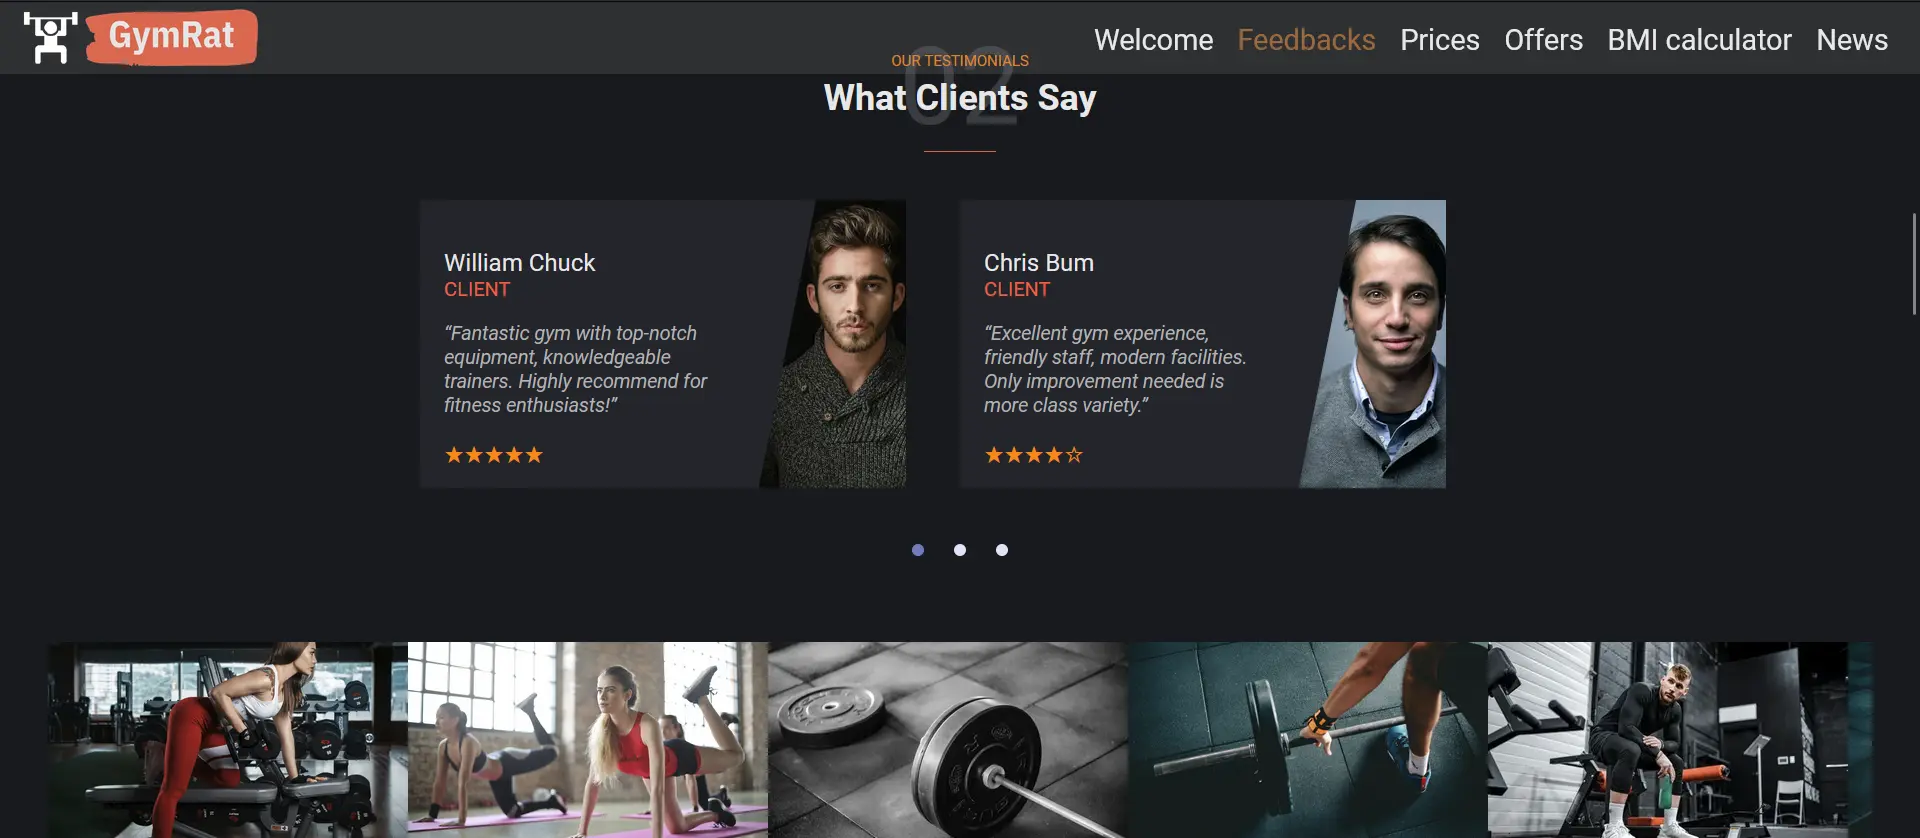 GymRat
Welcome Feedbacks Prices Offers BMI calculator News
OUR TESTIMONIALS
02
What Clients Say
William Chuck
CLIENT
“Fantastic gym with top-notch
equipment, knowledgeable
trainers. Highly recommend for
fitness enthusiasts!”
★★★★★
Chris Bum
CLIENT
“Excellent gym experience,
friendly staff, modern facilities.
Only improvement needed is
more class variety.”
★★★★☆